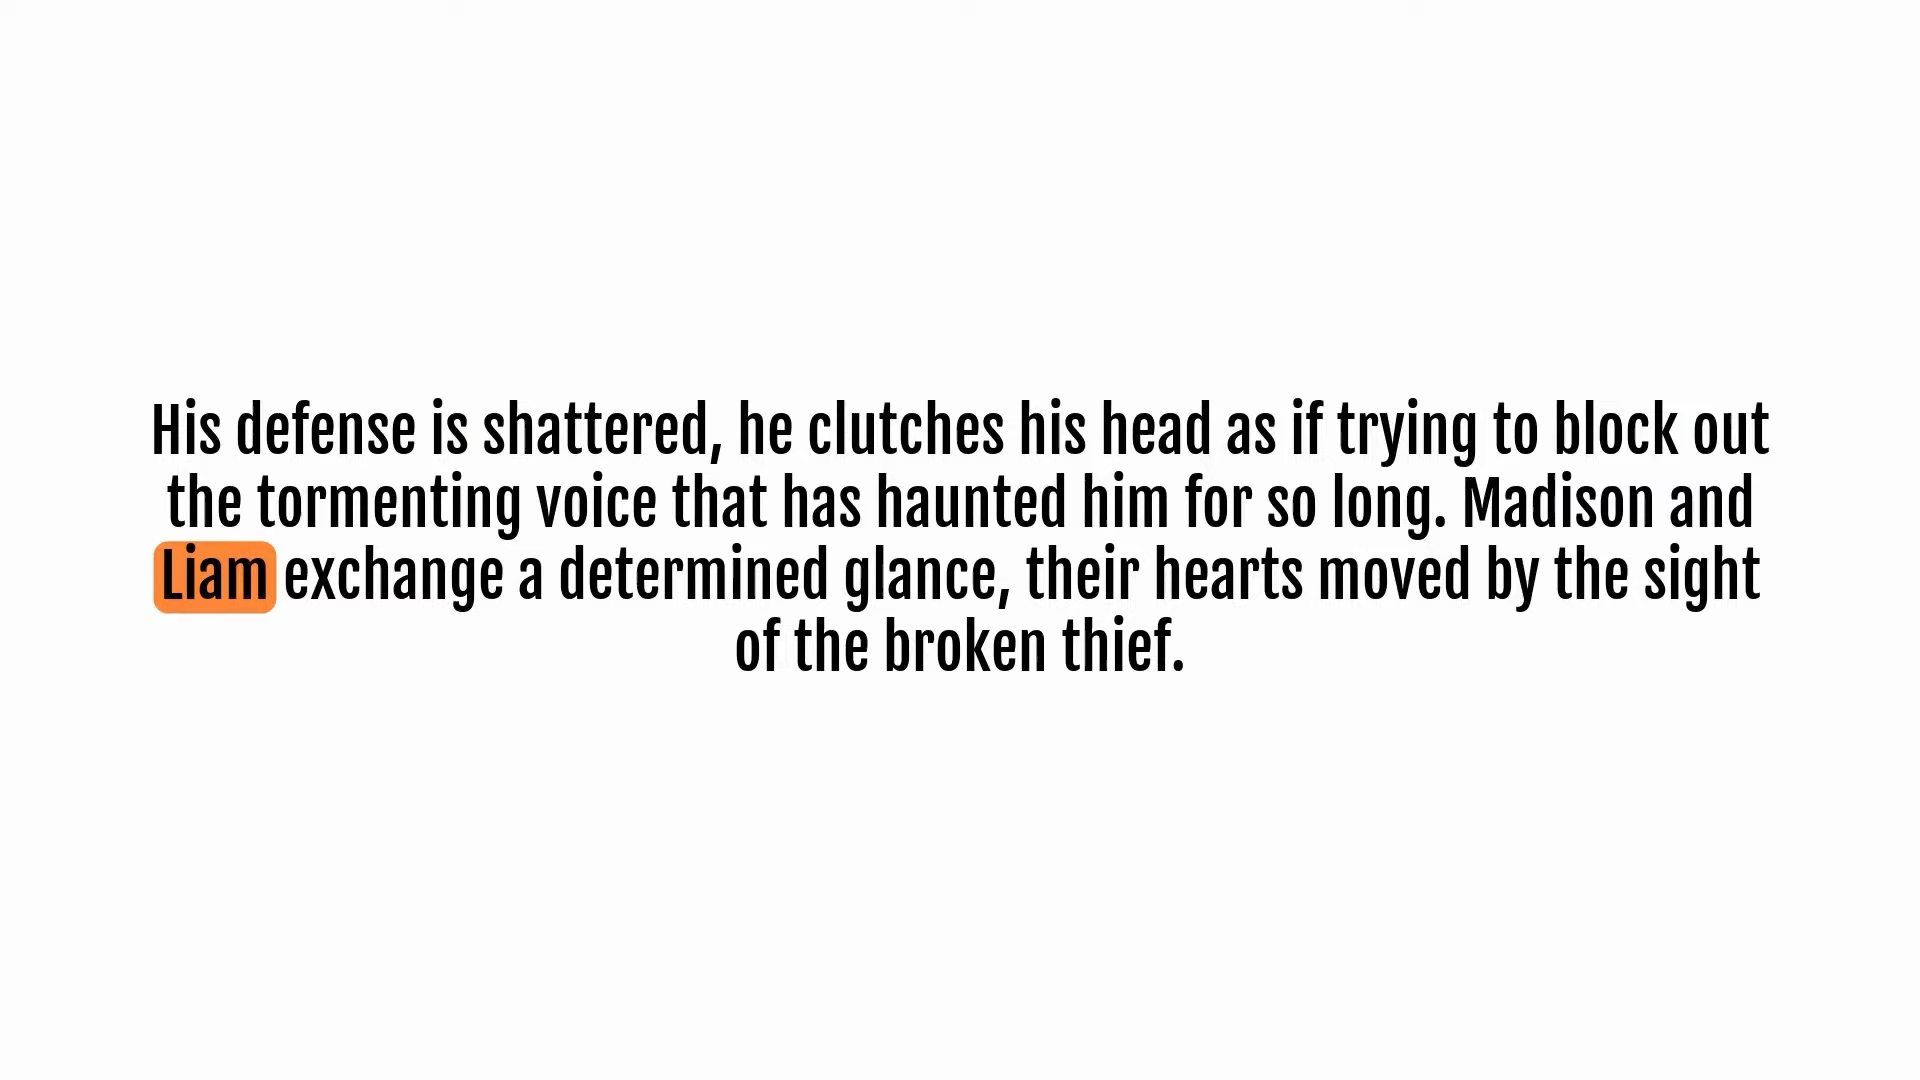 His defense is shattered, he clutches his head as if trying to block out
the tormenting voice that has haunted him for so long. Madison and
Liam exchange a determined glance, their hearts moved by the sight
of the broken thief.